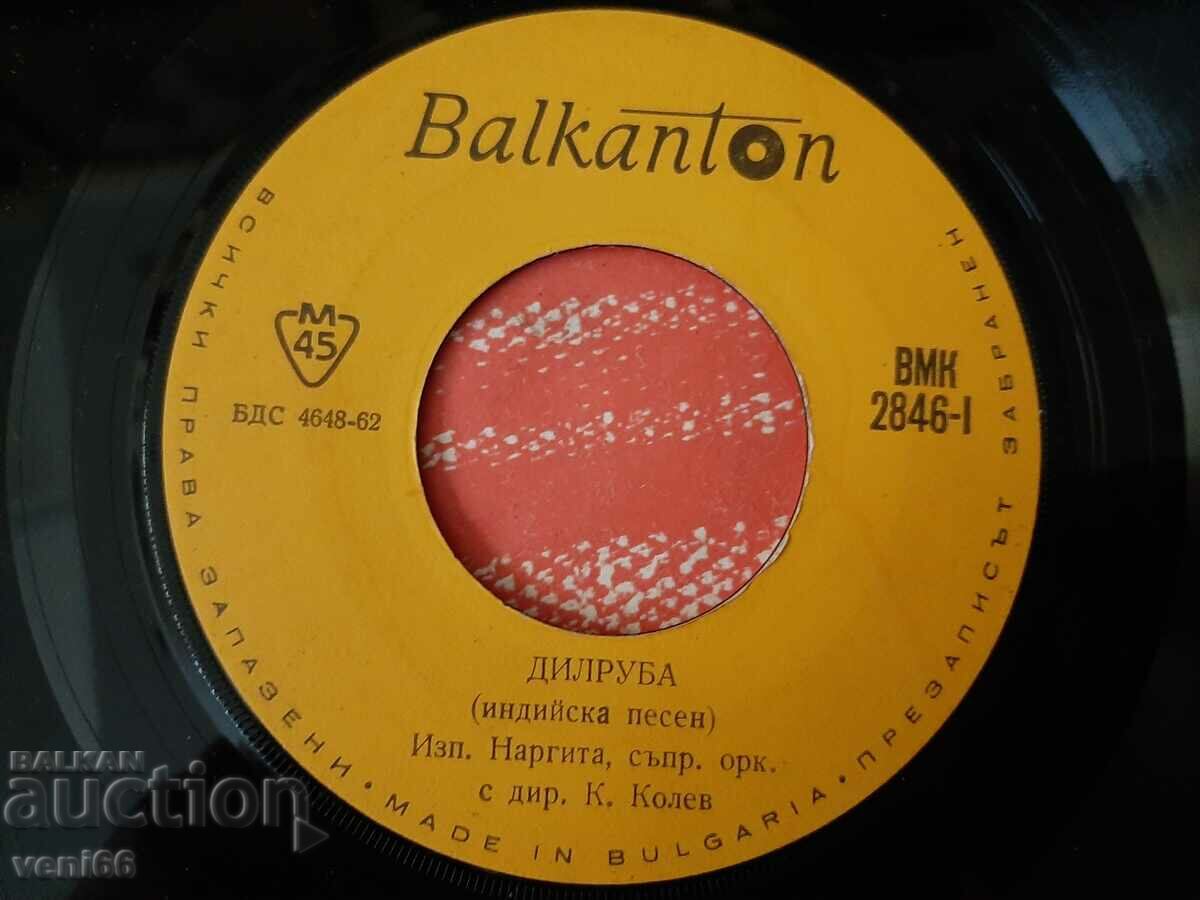 Balkanton
ВСИЧКИ ПРАВА ЗАПАЗЕНИ • MADE IN BULGARIA • ПРЕЗАПИСЪТ ЗАБРАНЕН
M
45
БДС 4648-62
ВМК
2846-I
ДИЛРУБА
(индийска песен)
Изп. Наргита, съпр. орк.
с дир. К. Колев
BALKAN
auction
veni66